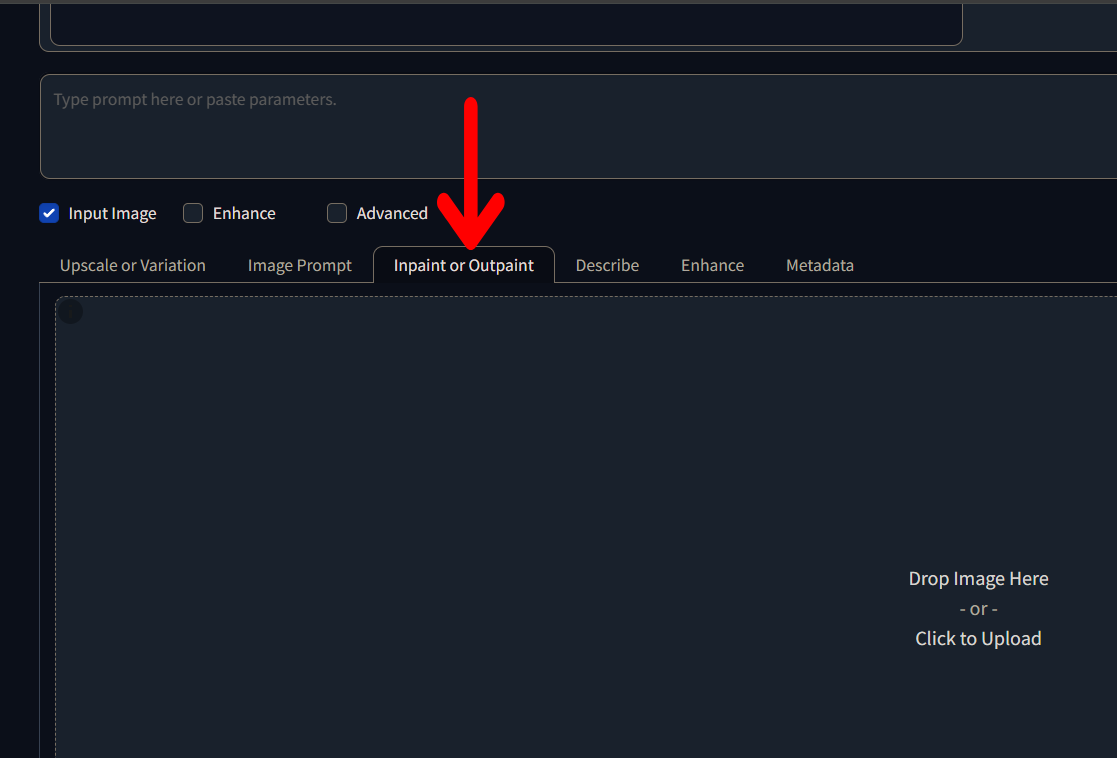 Type prompt here or paste parameters.
Input Image Enhance Advanced
Upscale or Variation Image Prompt Inpaint or Outpaint Describe Enhance Metadata
Drop Image Here
- or -
Click to Upload